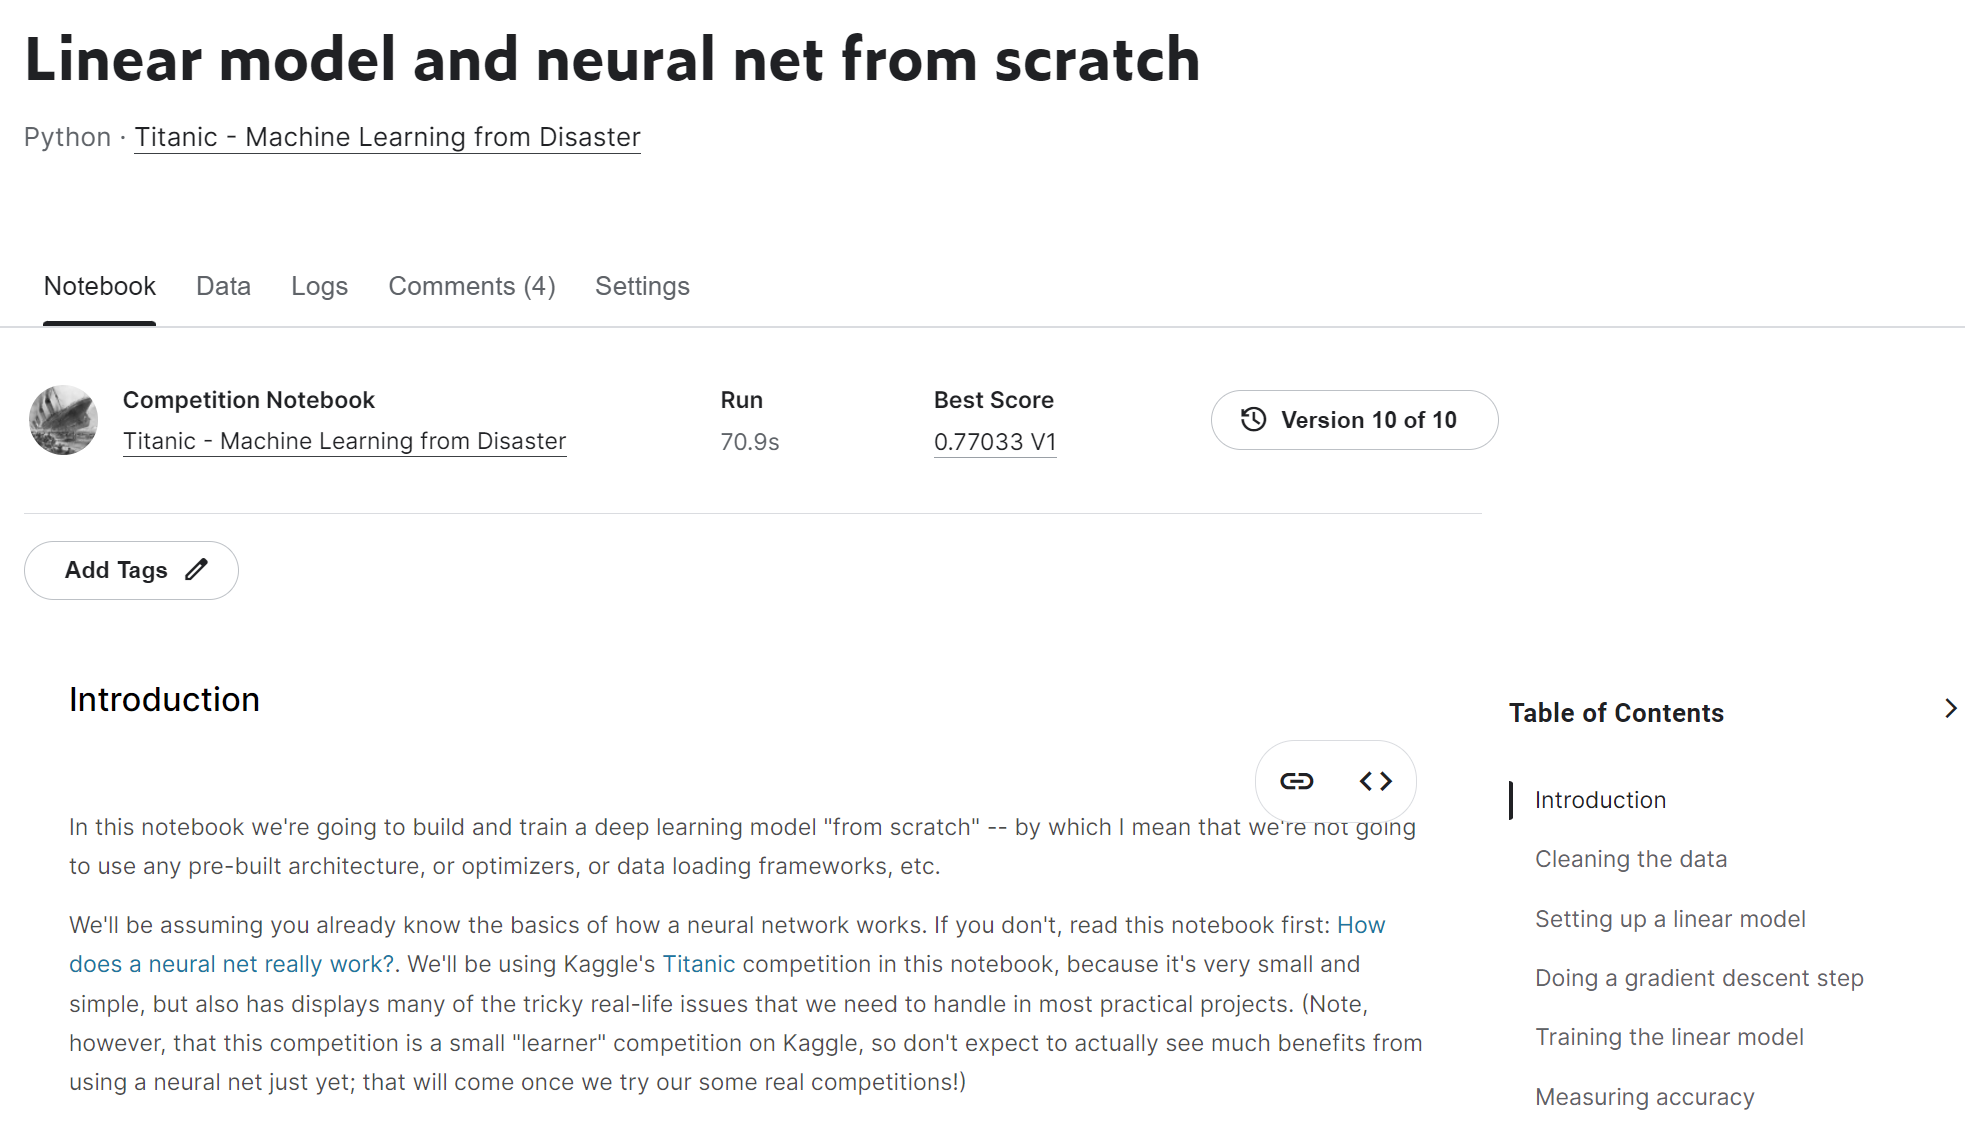 Linear model and neural net from scratch
Python · Titanic - Machine Learning from Disaster
Notebook Data Logs Comments (4) Settings
Competition Notebook
Titanic - Machine Learning from Disaster
Run
70.9s
Best Score
0.77033 V1
Version 10 of 10
Add Tags
Introduction
In this notebook we're going to build and train a deep learning model "from scratch" -- by which I mean that we're not going
to use any pre-built architecture, or optimizers, or data loading frameworks, etc.
We'll be assuming you already know the basics of how a neural network works. If you don't, read this notebook first: How
does a neural net really work?. We'll be using Kaggle's Titanic competition in this notebook, because it's very small and
simple, but also has displays many of the tricky real-life issues that we need to handle in most practical projects. (Note,
however, that this competition is a small "learner" competition on Kaggle, so don't expect to actually see much benefits from
using a neural net just yet; that will come once we try our some real competitions!)
Table of Contents
Introduction
Cleaning the data
Setting up a linear model
Doing a gradient descent step
Training the linear model
Measuring accuracy